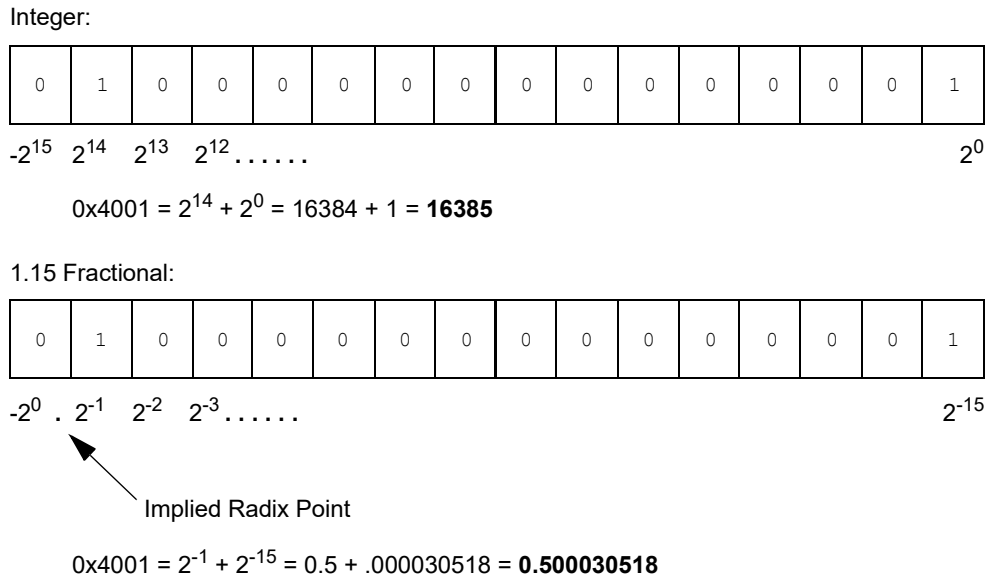 Integer:
0 1 0 0 0 0 0 0 0 0 0 0 0 0 0 1
-2^15 2^14 2^13 2^12 . . . . . . 2^0
0x4001 = 2^14 + 2^0 = 16384 + 1 = 16385
1.15 Fractional:
0 1 0 0 0 0 0 0 0 0 0 0 0 0 0 1
-2^0 . 2^-1 2^-2 2^-3 . . . . . . 2^-15
Implied Radix Point
0x4001 = 2^-1 + 2^-15 = 0.5 + .000030518 = 0.500030518